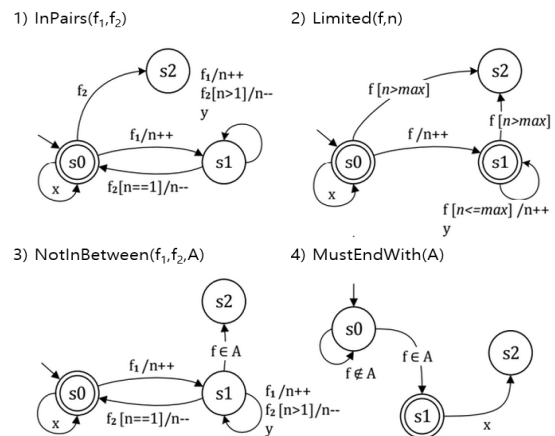 1) InPairs(f₁,f₂)
s2
f₂
f₁/n++
f₂[n>1]/n--
y
f₁/n++
s0
s1
x
f₂[n==1]/n--
2) Limited(f,n)
s2
f [n>max]
f [n>max]
f /n++
s0
s1
x
f [n<=max] /n++
y
3) NotInBetween(f₁,f₂,A)
s2
f ∈ A
f₁/n++
s0
s1
x
f₂ [n==1]/n--
f₁/n++
f₂ [n>1]/n--
y
4) MustEndWith(A)
s0
f ∈ A
s2
f ∉ A
s1
x